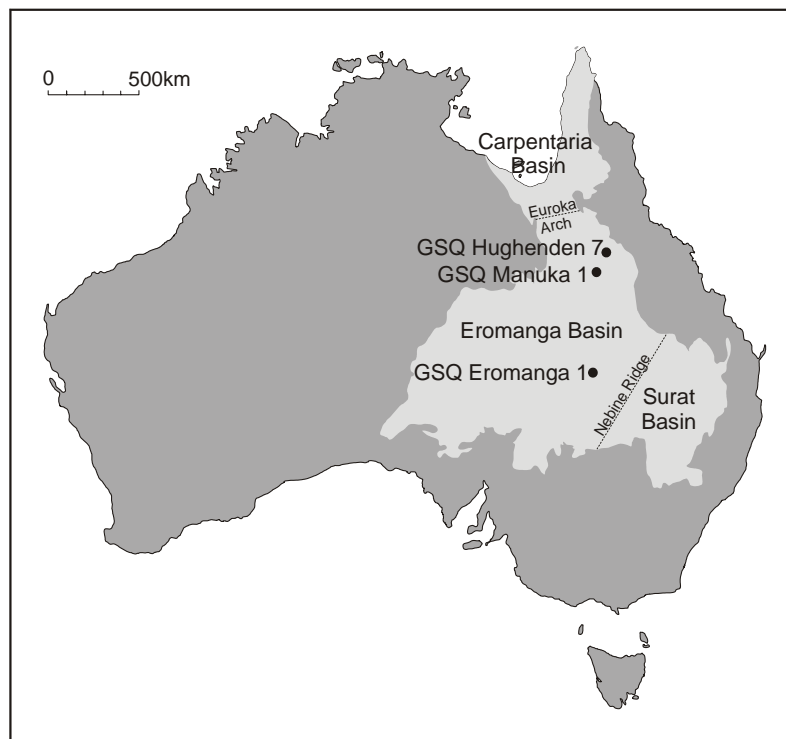 0 500km
Carpentaria
Basin
Euroka
Arch
GSQ Hughenden 7
GSQ Manuka 1
Eromanga Basin
GSQ Eromanga 1
Nebine Ridge
Surat
Basin